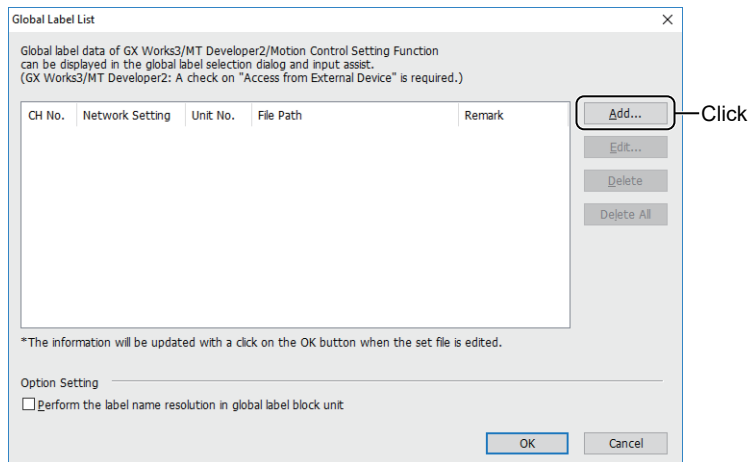 Global Label List
Global label data of GX Works3/MT Developer2/Motion Control Setting Function
can be displayed in the global label selection dialog and input assist.
(GX Works3/MT Developer2: A check on "Access from External Device" is required.)
CH No. Network Setting Unit No. File Path Remark
Add...
Click
Edit...
Delete
Delete All
*The information will be updated with a click on the OK button when the set file is edited.
Option Setting
Perform the label name resolution in global label block unit
OK Cancel